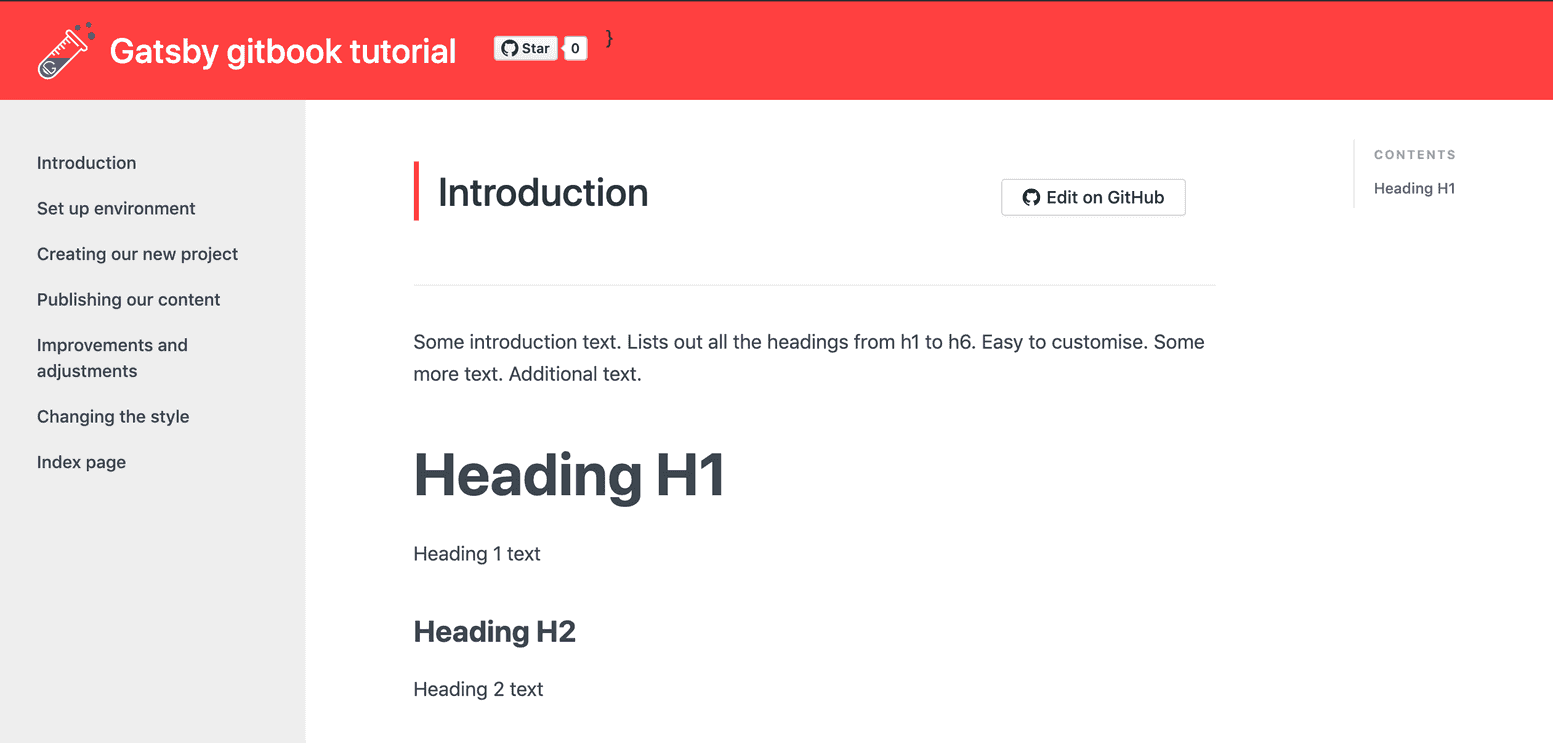 Gatsby gitbook tutorial
Star 0 }
Introduction
Set up environment
Creating our new project
Publishing our content
Improvements and
adjustments
Changing the style
Index page
Introduction
Edit on GitHub
Some introduction text. Lists out all the headings from h1 to h6. Easy to customise. Some
more text. Additional text.
Heading H1
Heading 1 text
Heading H2
Heading 2 text
CONTENTS
Heading H1